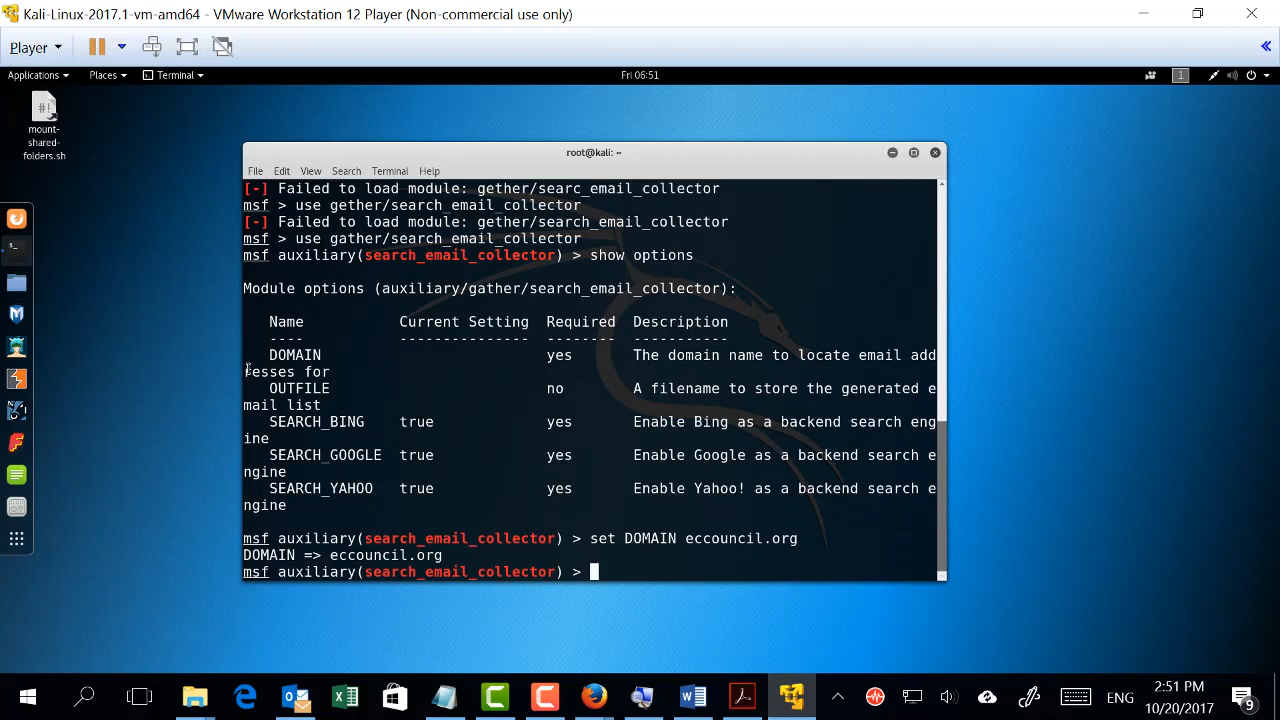 Kali-Linux-2017.1-vm-amd64 - VMware Workstation 12 Player (Non-commercial use only)
Player
Applications Places Terminal Fri 06:51 1
#!
mount-
shared-
folders.sh
root@kali: ~
File Edit View Search Terminal Help
[-] Failed to load module: gether/searc_email_collector
msf > use gether/search_email_collector
[-] Failed to load module: gether/search_email_collector
msf > use gather/search_email_collector
msf auxiliary(search_email_collector) > show options
Module options (auxiliary/gather/search_email_collector):
Name Current Setting Required Description
---- --------------- -------- -----------
DOMAIN yes The domain name to locate email add
resses for
OUTFILE no A filename to store the generated e
mail list
SEARCH_BING true yes Enable Bing as a backend search eng
ine
SEARCH_GOOGLE true yes Enable Google as a backend search e
ngine
SEARCH_YAHOO true yes Enable Yahoo! as a backend search e
ngine
msf auxiliary(search_email_collector) > set DOMAIN eccouncil.org
DOMAIN => eccouncil.org
msf auxiliary(search_email_collector) >
ENG
2:51 PM
10/20/2017
9